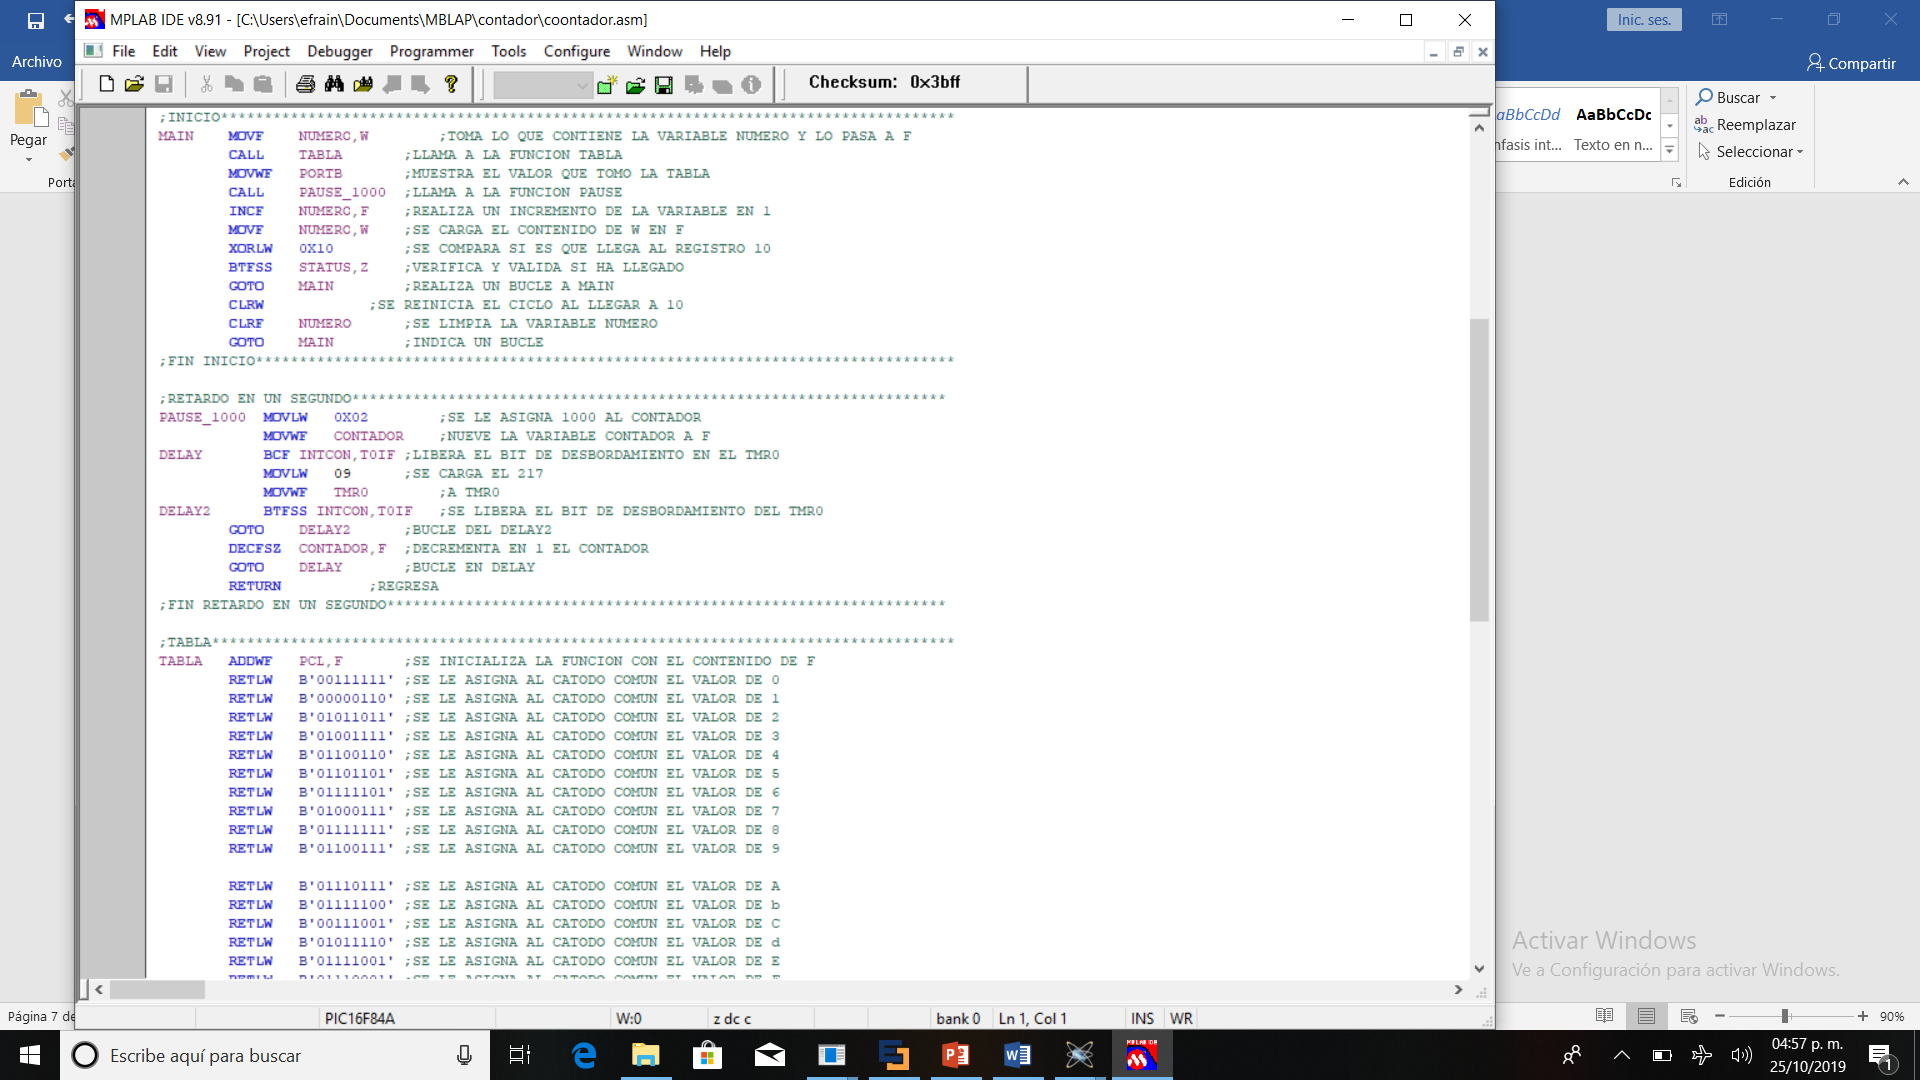 MPLAB IDE v8.91 - [C:\Users\efrain\Documents\MBLAP\contador\coontador.asm]
Inic. ses.
File Edit View Project Debugger Programmer Tools Configure Window Help
Archivo
Compartir
Checksum: 0x3bff
Pegar
Buscar
Reemplazar
Seleccionar
Edición
aBbCcDd AaBbCcDc
nfasis int... Texto en n...
Porta
;INICIO************************************************************************************
MAIN MOVF NUMERO,W ;TOMA LO QUE CONTIENE LA VARIABLE NUMERO Y LO PASA A F
CALL TABLA ;LLAMA A LA FUNCION TABLA
MOVWF PORTB ;MUESTRA EL VALOR QUE TOMO LA TABLA
CALL PAUSE_1000 ;LLAMA A LA FUNCION PAUSE
INCF NUMERO,F ;REALIZA UN INCREMENTO DE LA VARIABLE EN 1
MOVF NUMERO,W ;SE CARGA EL CONTENIDO DE W EN F
XORLW 0X10 ;SE COMPARA SI ES QUE LLEGA AL REGISTRO 10
BTFSS STATUS,Z ;VERIFICA Y VALIDA SI HA LLEGADO
GOTO MAIN ;REALIZA UN BUCLE A MAIN
CLRW ;SE REINICIA EL CICLO AL LLEGAR A 10
CLRF NUMERO ;SE LIMPIA LA VARIABLE NUMERO
GOTO MAIN ;INDICA UN BUCLE
;FIN INICIO********************************************************************************
;RETARDO EN UN SEGUNDO********************************************************************
PAUSE_1000 MOVLW 0X02 ;SE LE ASIGNA 1000 AL CONTADOR
MOVWF CONTADOR ;NUEVE LA VARIABLE CONTADOR A F
DELAY BCF INTCON,T0IF ;LIBERA EL BIT DE DESBORDAMIENTO EN EL TMR0
MOVLW 09 ;SE CARGA EL 217
MOVWF TMR0 ;A TMR0
DELAY2 BTFSS INTCON,T0IF ;SE LIBERA EL BIT DE DESBORDAMIENTO DEL TMR0
GOTO DELAY2 ;BUCLE DEL DELAY2
DECFSZ CONTADOR,F ;DECREMENTA EN 1 EL CONTADOR
GOTO DELAY ;BUCLE EN DELAY
RETURN ;REGRESA
;FIN RETARDO EN UN SEGUNDO****************************************************************
;TABLA*************************************************************************************
TABLA ADDWF PCL,F ;SE INICIALIZA LA FUNCION CON EL CONTENIDO DE F
RETLW B'00111111' ;SE LE ASIGNA AL CATODO COMUN EL VALOR DE 0
RETLW B'00000110' ;SE LE ASIGNA AL CATODO COMUN EL VALOR DE 1
RETLW B'01011011' ;SE LE ASIGNA AL CATODO COMUN EL VALOR DE 2
RETLW B'01001111' ;SE LE ASIGNA AL CATODO COMUN EL VALOR DE 3
RETLW B'01100110' ;SE LE ASIGNA AL CATODO COMUN EL VALOR DE 4
RETLW B'01101101' ;SE LE ASIGNA AL CATODO COMUN EL VALOR DE 5
RETLW B'01111101' ;SE LE ASIGNA AL CATODO COMUN EL VALOR DE 6
RETLW B'01000111' ;SE LE ASIGNA AL CATODO COMUN EL VALOR DE 7
RETLW B'01111111' ;SE LE ASIGNA AL CATODO COMUN EL VALOR DE 8
RETLW B'01100111' ;SE LE ASIGNA AL CATODO COMUN EL VALOR DE 9
RETLW B'01110111' ;SE LE ASIGNA AL CATODO COMUN EL VALOR DE A
RETLW B'01111100' ;SE LE ASIGNA AL CATODO COMUN EL VALOR DE b
RETLW B'00111001' ;SE LE ASIGNA AL CATODO COMUN EL VALOR DE C
RETLW B'01011110' ;SE LE ASIGNA AL CATODO COMUN EL VALOR DE d
RETLW B'01111001' ;SE LE ASIGNA AL CATODO COMUN EL VALOR DE E
Activar Windows
Ve a Configuración para activar Windows.
Página 7 de
PIC16F84A W:0 z dc c bank 0 Ln 1, Col 1 INS WR
90%
Escribe aquí para buscar
04:57 p. m.
25/10/2019
1